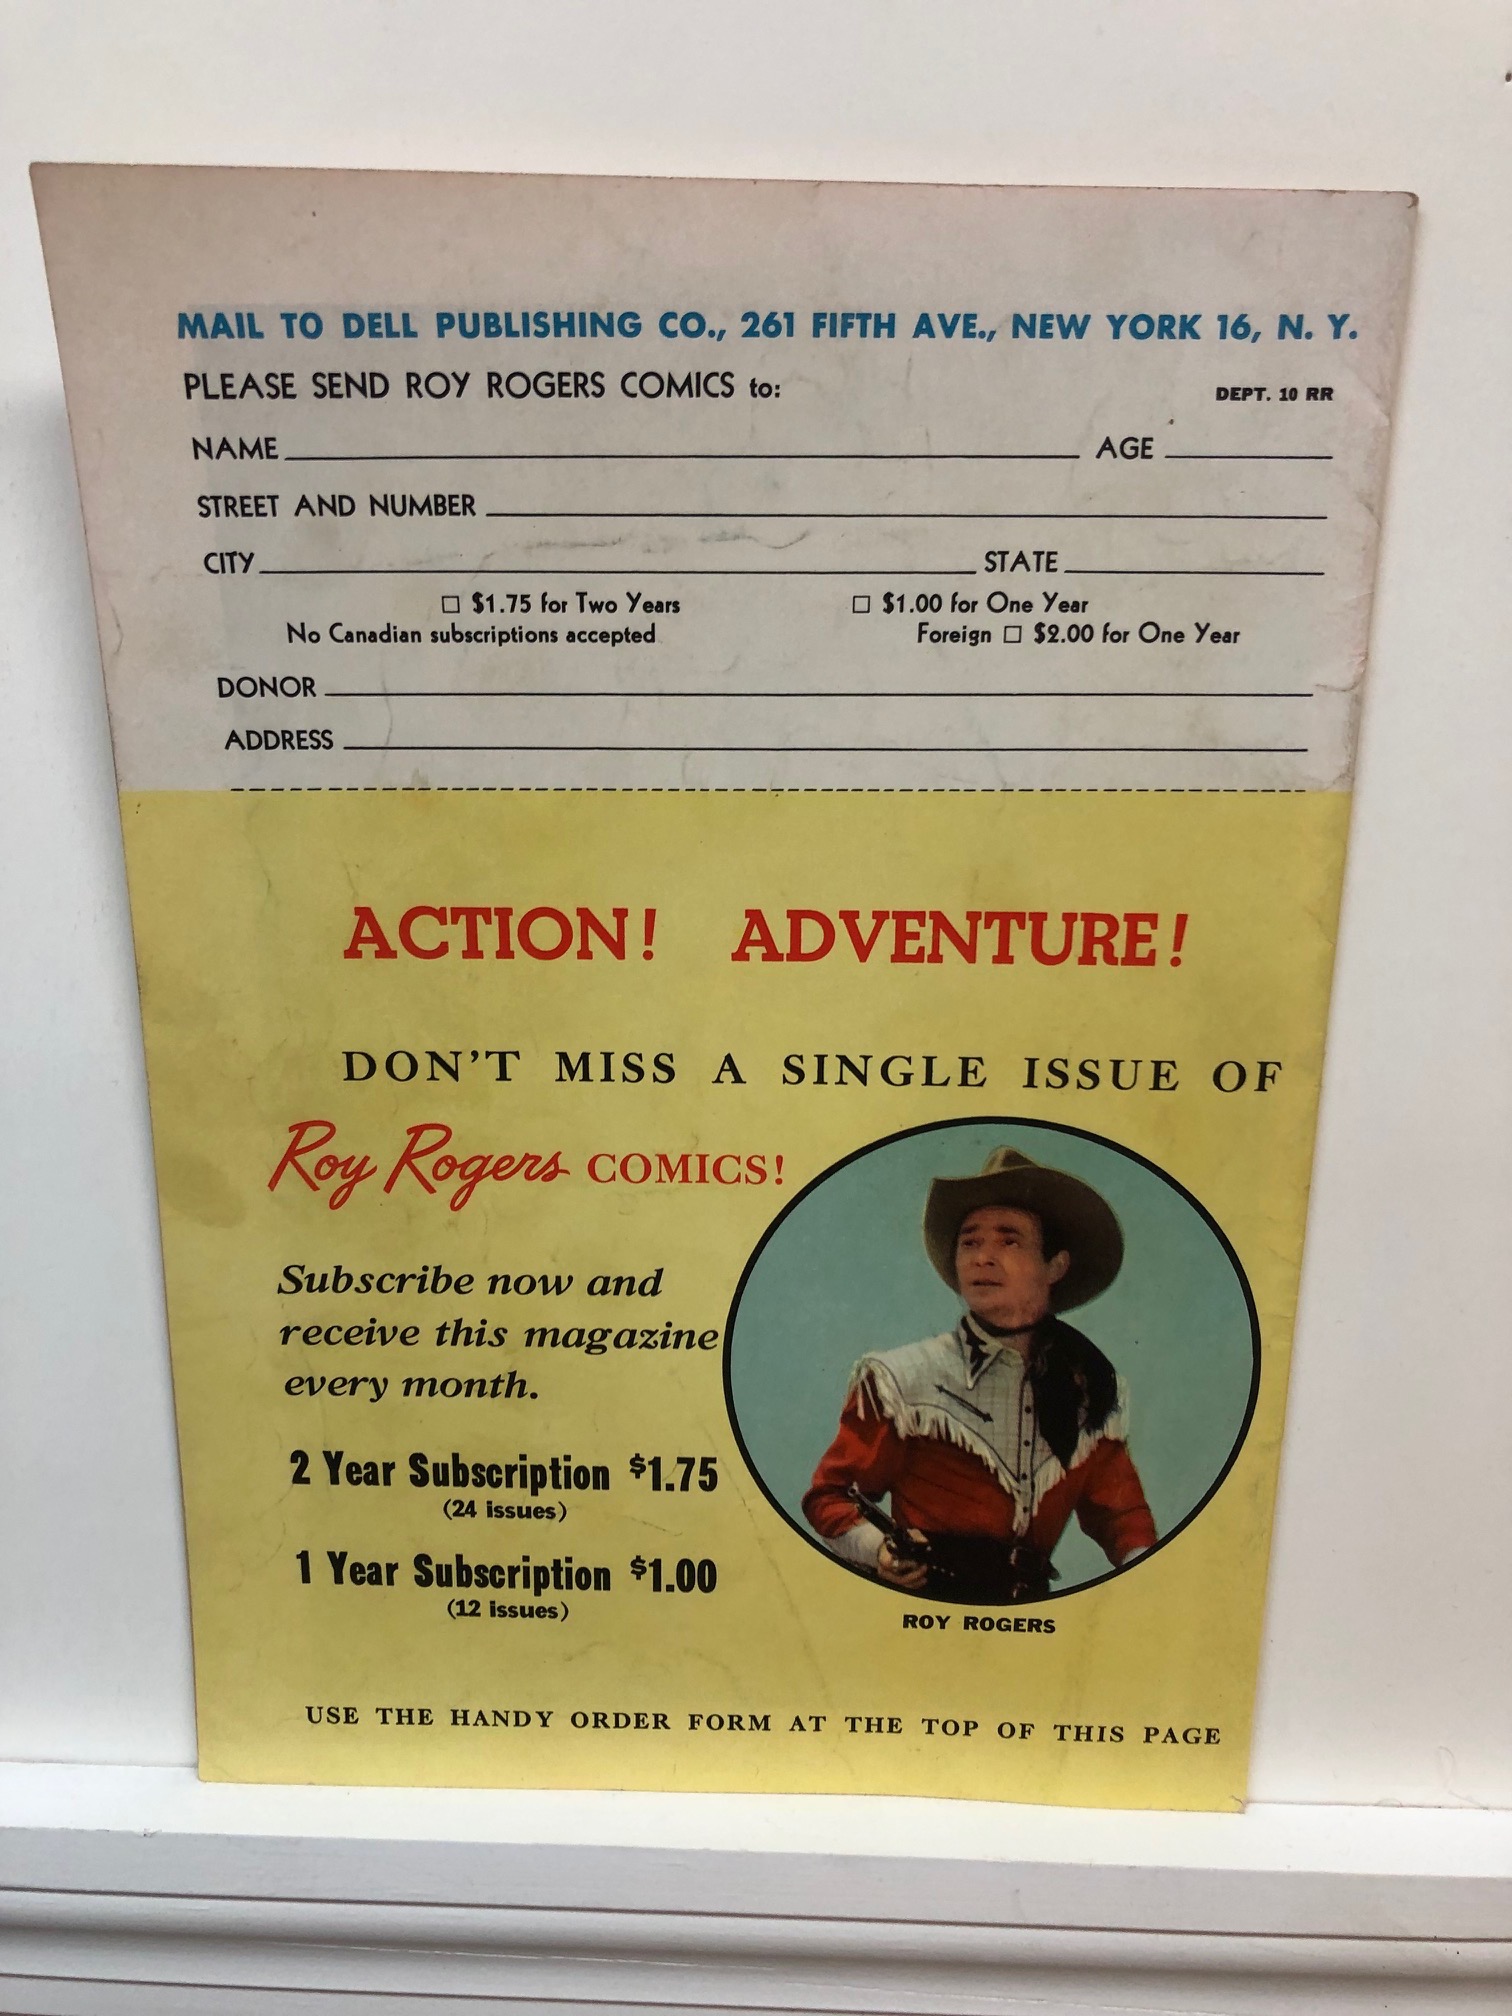 MAIL TO DELL PUBLISHING CO., 261 FIFTH AVE., NEW YORK 16, N. Y.
PLEASE SEND ROY ROGERS COMICS to:
DEPT. 10 RR
NAME AGE
STREET AND NUMBER
CITY STATE
☐ $1.75 for Two Years ☐ $1.00 for One Year
No Canadian subscriptions accepted Foreign ☐ $2.00 for One Year
DONOR
ADDRESS
ACTION! ADVENTURE!
DON'T MISS A SINGLE ISSUE OF
Roy Rogers COMICS!
Subscribe now and
receive this magazine
every month.
2 Year Subscription $1.75
(24 issues)
1 Year Subscription $1.00
(12 issues)
ROY ROGERS
USE THE HANDY ORDER FORM AT THE TOP OF THIS PAGE